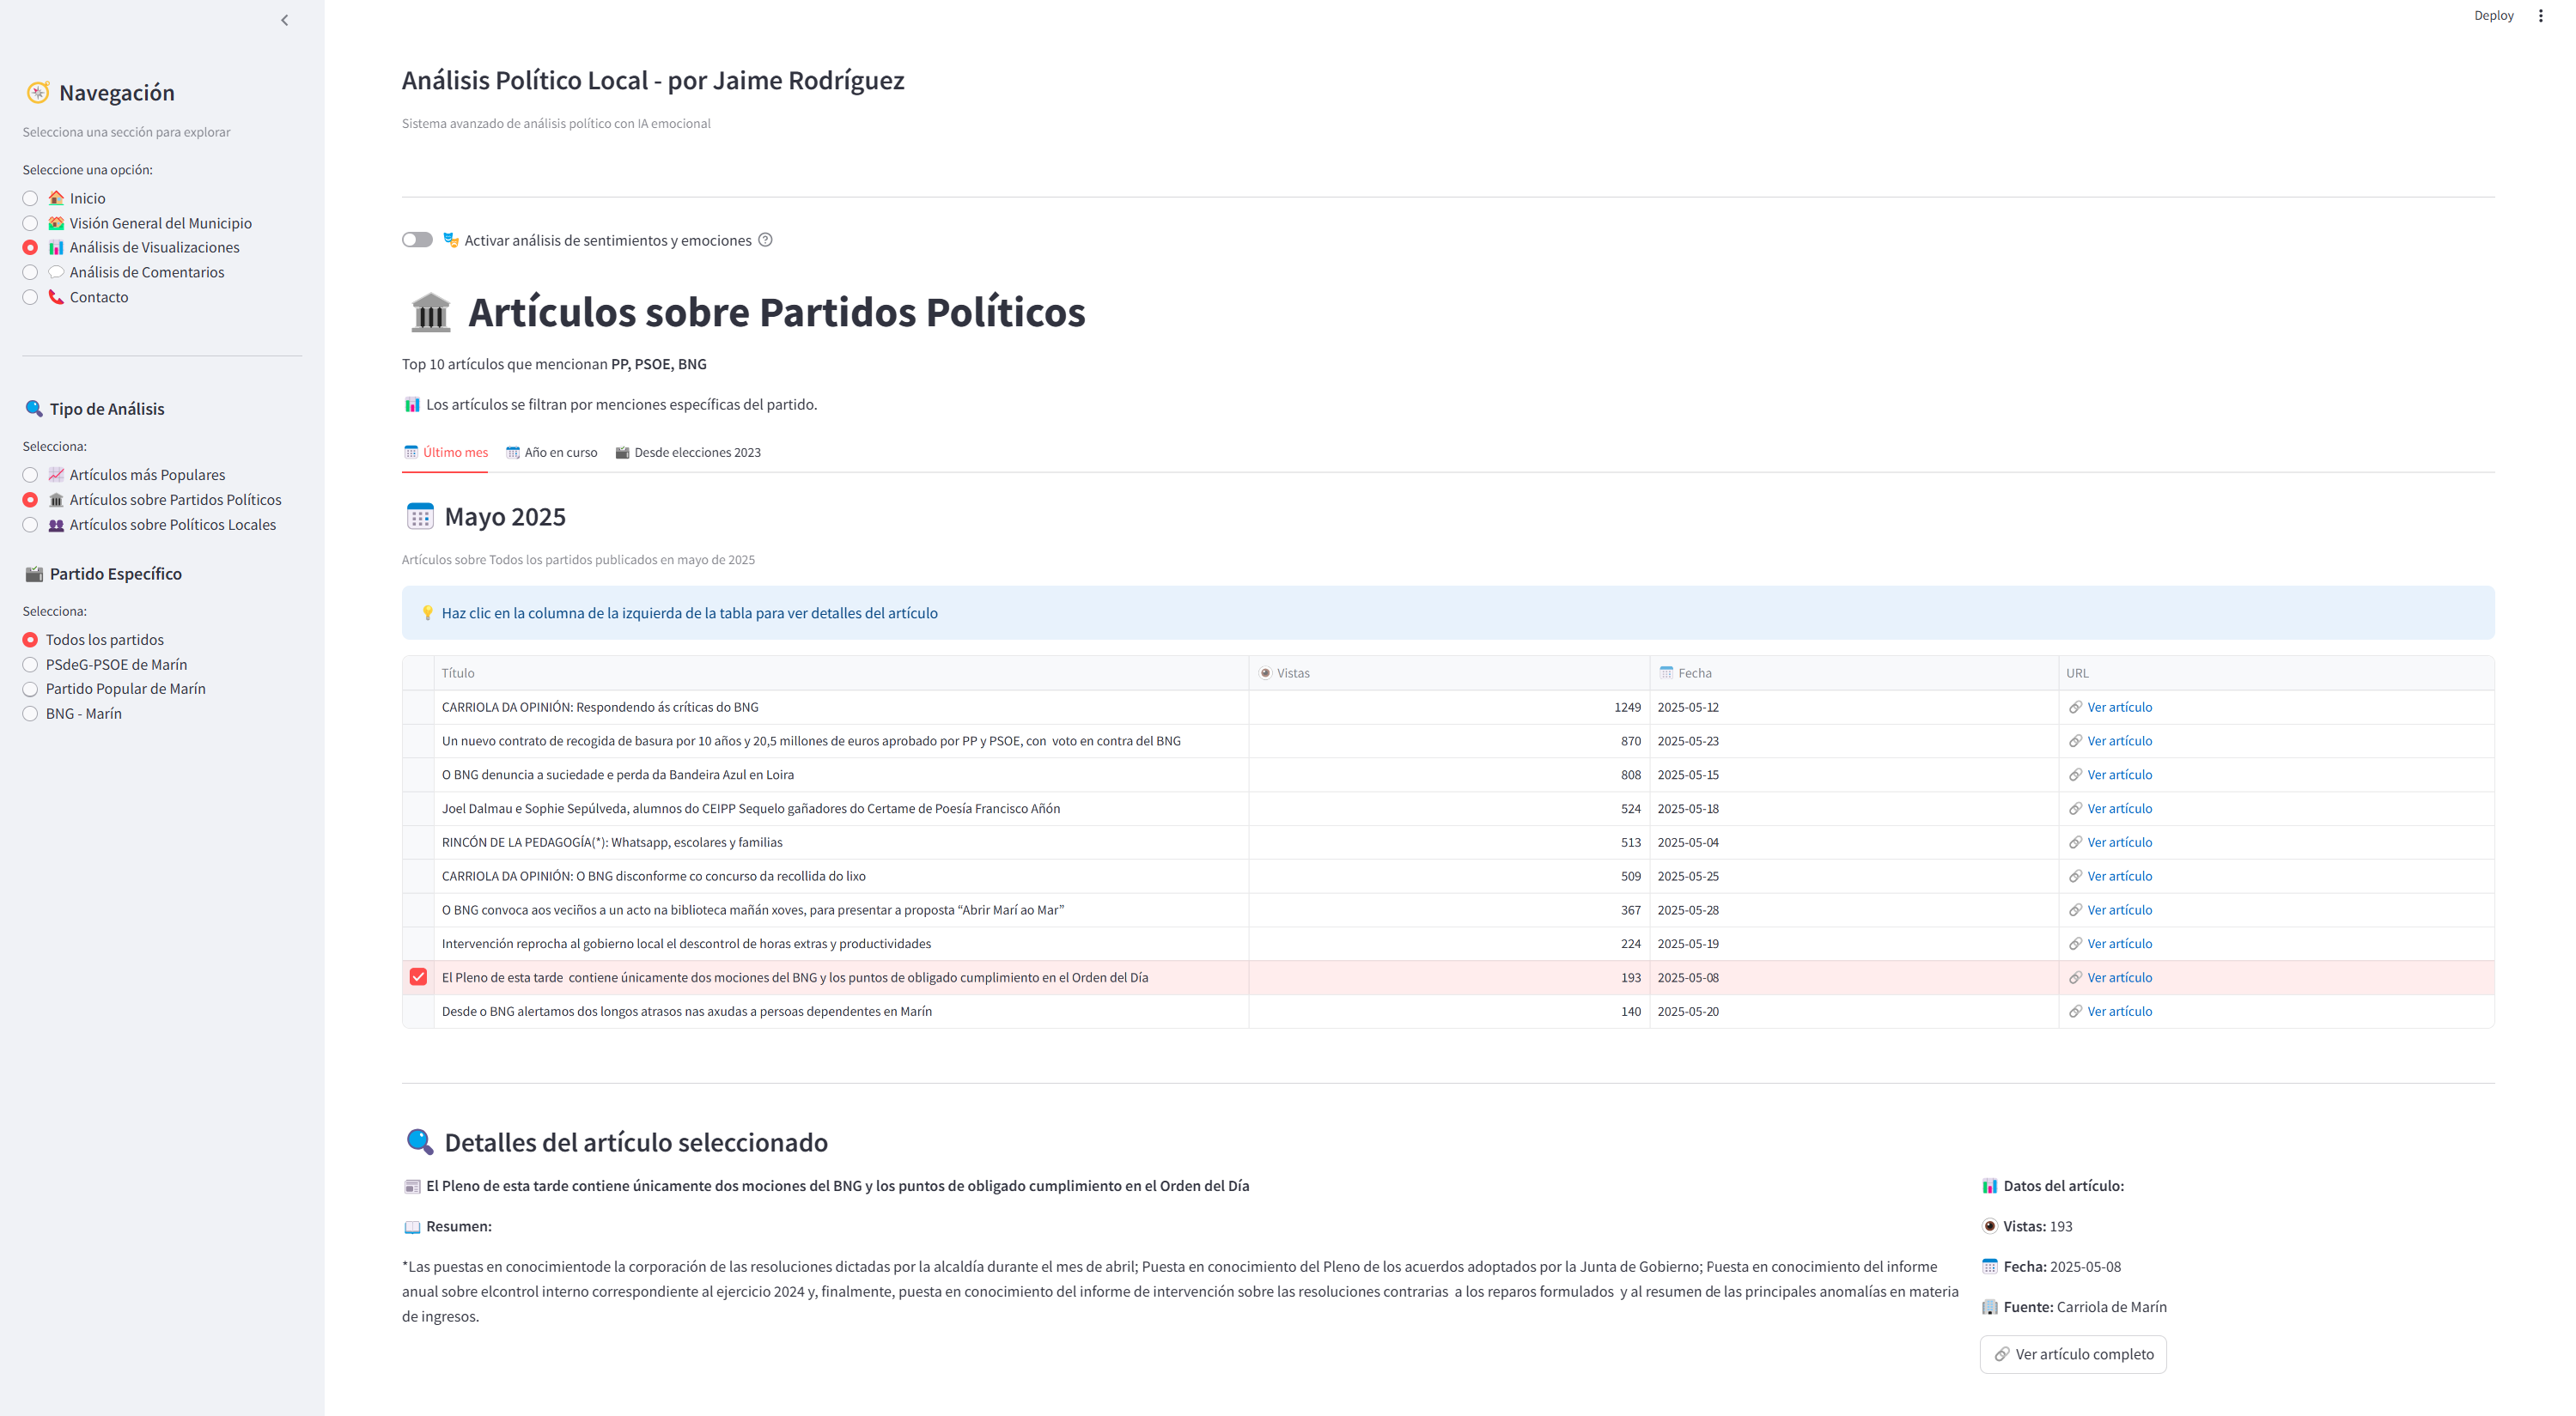 Deploy
Navegación
Selecciona una sección para explorar
Seleccione una opción:
Inicio
Visión General del Municipio
Análisis de Visualizaciones
Análisis de Comentarios
Contacto
Tipo de Análisis
Selecciona:
Artículos más Populares
Artículos sobre Partidos Políticos
Artículos sobre Políticos Locales
Partido Específico
Selecciona:
Todos los partidos
PSdeG-PSOE de Marín
Partido Popular de Marín
BNG - Marín
Análisis Político Local - por Jaime Rodríguez
Sistema avanzado de análisis político con IA emocional
Activar análisis de sentimientos y emociones
Artículos sobre Partidos Políticos
Top 10 artículos que mencionan PP, PSOE, BNG
Los artículos se filtran por menciones específicas del partido.
Último mes Año en curso Desde elecciones 2023
Mayo 2025
Artículos sobre Todos los partidos publicados en mayo de 2025
Haz clic en la columna de la izquierda de la tabla para ver detalles del artículo
Título Vistas Fecha URL
CARRIOLA DA OPINIÓN: Respondendo ás críticas do BNG 1249 2025-05-12 Ver artículo
Un nuevo contrato de recogida de basura por 10 años y 20,5 millones de euros aprobado por PP y PSOE, con voto en contra del BNG 870 2025-05-23 Ver artículo
O BNG denuncia a suciedade e perda da Bandeira Azul en Loira 808 2025-05-15 Ver artículo
Joel Dalmau e Sophie Sepúlveda, alumnos do CEIPP Sequelo gañadores do Certame de Poesía Francisco Añón 524 2025-05-18 Ver artículo
RINCÓN DE LA PEDAGOGÍA(*): Whatsapp, escolares y familias 513 2025-05-04 Ver artículo
CARRIOLA DA OPINIÓN: O BNG disconforme co concurso da recollida do lixo 509 2025-05-25 Ver artículo
O BNG convoca aos veciños a un acto na biblioteca mañán xoves, para presentar a proposta “Abrir Marí ao Mar” 367 2025-05-28 Ver artículo
Intervención reprocha al gobierno local el descontrol de horas extras y productividades 224 2025-05-19 Ver artículo
El Pleno de esta tarde contiene únicamente dos mociones del BNG y los puntos de obligado cumplimiento en el Orden del Día 193 2025-05-08 Ver artículo
Desde o BNG alertamos dos longos atrasos nas axudas a persoas dependentes en Marín 140 2025-05-20 Ver artículo
Detalles del artículo seleccionado
El Pleno de esta tarde contiene únicamente dos mociones del BNG y los puntos de obligado cumplimiento en el Orden del Día
Resumen:
*Las puestas en conocimientode la corporación de las resoluciones dictadas por la alcaldía durante el mes de abril; Puesta en conocimiento del Pleno de los acuerdos adoptados por la Junta de Gobierno; Puesta en conocimiento del informe
anual sobre elcontrol interno correspondiente al ejercicio 2024 y, finalmente, puesta en conocimiento del informe de intervención sobre las resoluciones contrarias a los reparos formulados y al resumen de las principales anomalías en materia
de ingresos.
Datos del artículo:
Vistas: 193
Fecha: 2025-05-08
Fuente: Carriola de Marín
Ver artículo completo